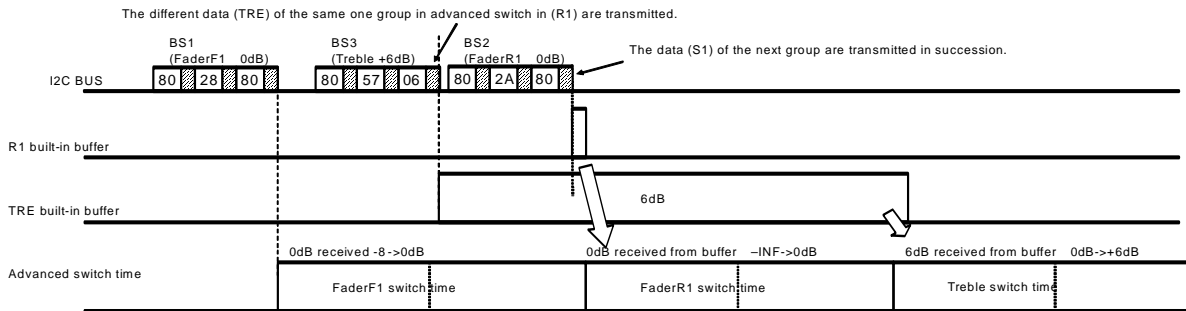 The different data (TRE) of the same one group in advanced switch in (R1) are transmitted.
BS1
(FaderF1 0dB)
BS3
(Treble +6dB)
BS2
(FaderR1 0dB)
The data (S1) of the next group are transmitted in succession.
I2C BUS
80 28 80
80 57 06
80 2A 80
R1 built-in buffer
TRE built-in buffer
6dB
0dB received -8->0dB
0dB received from buffer –INF->0dB
6dB received from buffer 0dB->+6dB
Advanced switch time
FaderF1 switch time
FaderR1 switch time
Treble switch time